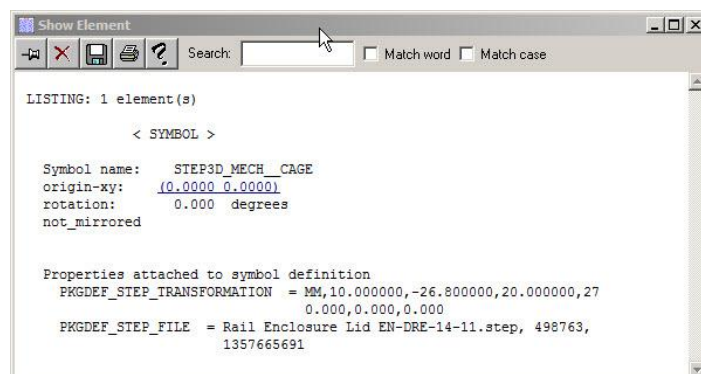 Show Element
Search: Match word Match case
LISTING: 1 element(s)
< SYMBOL >
Symbol name: STEP3D_MECH__CAGE
origin-xy: (0.0000 0.0000)
rotation: 0.000 degrees
not_mirrored
Properties attached to symbol definition
PKGDEF_STEP_TRANSFORMATION = MM,10.000000,-26.800000,20.000000,27
0.000,0.000,0.000
PKGDEF_STEP_FILE = Rail Enclosure Lid EN-DRE-14-11.step, 498763,
1357665691